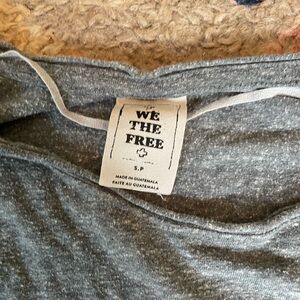 WE
THE
FREE
S.P
MADE IN GUATEMALA
FAITE AU GUATEMALA